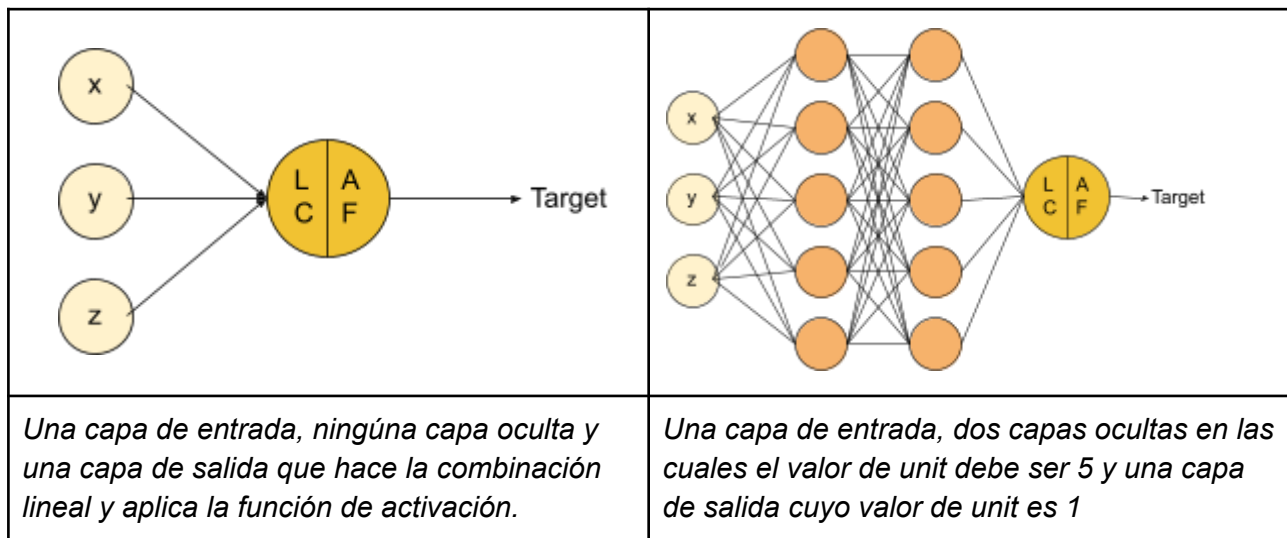 x
y
z
L A
C F
Target
x
y
z
L A
C F
Target
Una capa de entrada, ningúna capa oculta y
una capa de salida que hace la combinación
lineal y aplica la función de activación.
Una capa de entrada, dos capas ocultas en las
cuales el valor de unit debe ser 5 y una capa
de salida cuyo valor de unit es 1